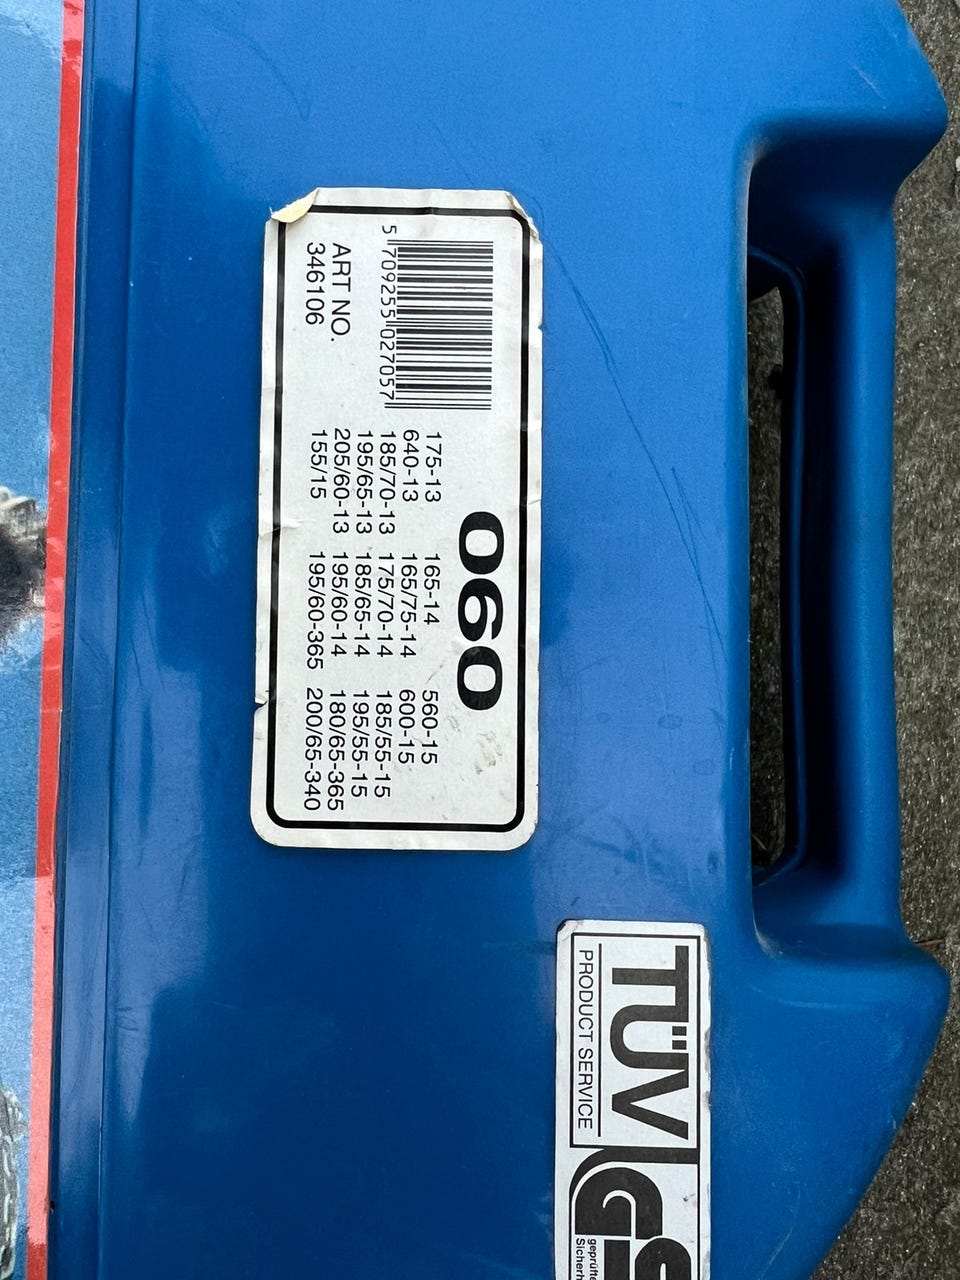 060
5 709255 027057
ART NO.
346106
175-13 165-14 560-15
640-13 165/75-14 600-15
185/70-13 175/70-14 185/55-15
195/65-13 185/65-14 195/55-15
205/60-13 195/60-14 180/65-365
155/15 195/60-365 200/65-340
TÜV
PRODUCT SERVICE
GS
geprüfte